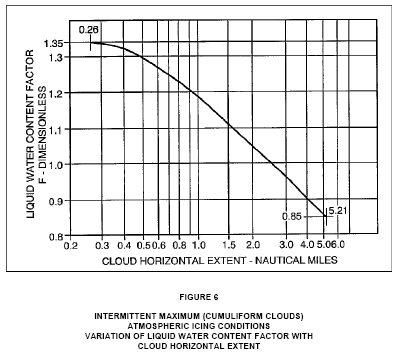 LIQUID WATER CONTENT FACTOR
F - DIMENSIONLESS
1.35
1.3
1.2
1.1
1.0
0.9
0.8
0.26
0.85
5.21
0.2 0.3 0.4 0.5 0.6 0.8 1.0 1.5 2.0 3.0 4.0 5.0 6.0
CLOUD HORIZONTAL EXTENT - NAUTICAL MILES
FIGURE 6
INTERMITTENT MAXIMUM (CUMULIFORM CLOUDS)
ATMOSPHERIC ICING CONDITIONS
VARIATION OF LIQUID WATER CONTENT FACTOR WITH
CLOUD HORIZONTAL EXTENT